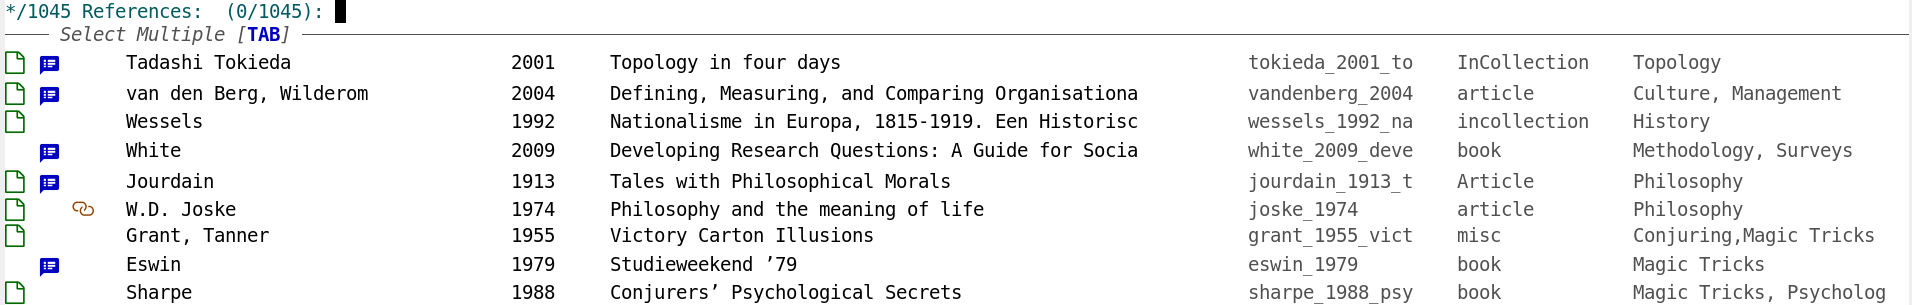 */1045 References:  (0/1045):
Select Multiple [TAB]
Tadashi Tokieda 2001 Topology in four days tokieda_2001_to InCollection Topology
van den Berg, Wilderom 2004 Defining, Measuring, and Comparing Organisationa vandenberg_2004 article Culture, Management
Wessels 1992 Nationalisme in Europa, 1815-1919. Een Historisc wessels_1992_na incollection History
White 2009 Developing Research Questions: A Guide for Socia white_2009_deve book Methodology, Surveys
Jourdain 1913 Tales with Philosophical Morals jourdain_1913_t Article Philosophy
W.D. Joske 1974 Philosophy and the meaning of life joske_1974 article Philosophy
Grant, Tanner 1955 Victory Carton Illusions grant_1955_vict misc Conjuring,Magic Tricks
Eswin 1979 Studieweekend ’79 eswin_1979 book Magic Tricks
Sharpe 1988 Conjurers’ Psychological Secrets sharpe_1988_psy book Magic Tricks, Psycholog